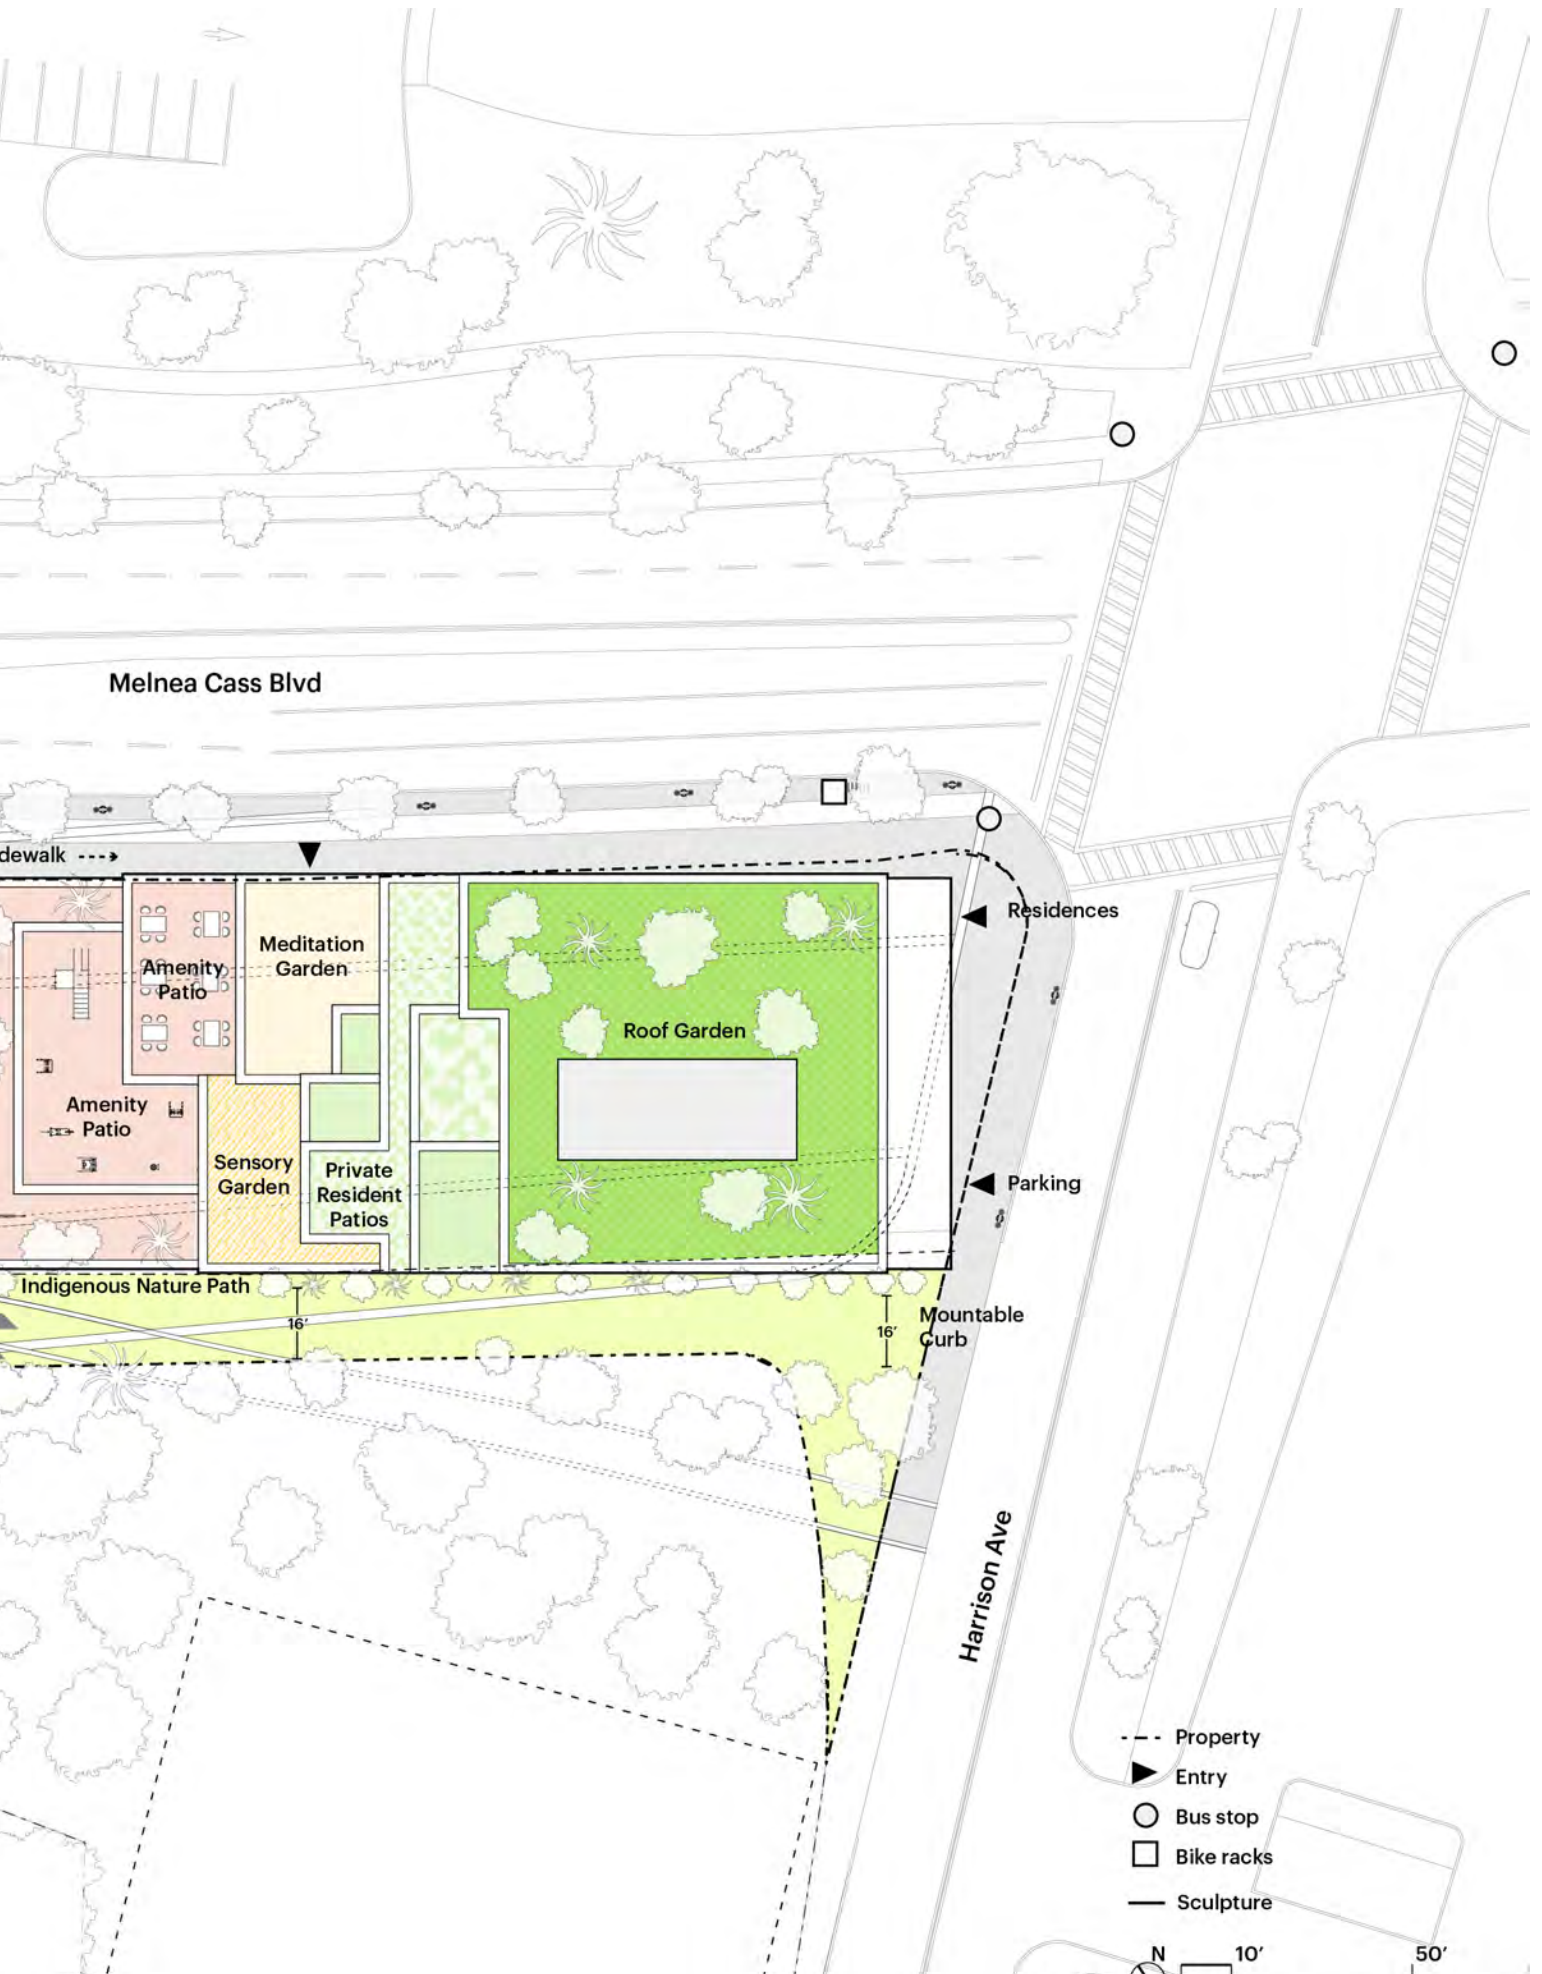 Melnea Cass Blvd
dewalk
Residences
Meditation
Garden
Amenity
Patio
Roof Garden
Amenity
Patio
Sensory
Garden
Private
Resident
Patios
Parking
Indigenous Nature Path
16’
16’
Mountable
Curb
Harrison Ave
Property
Entry
Bus stop
Bike racks
Sculpture
N 10’ 50’